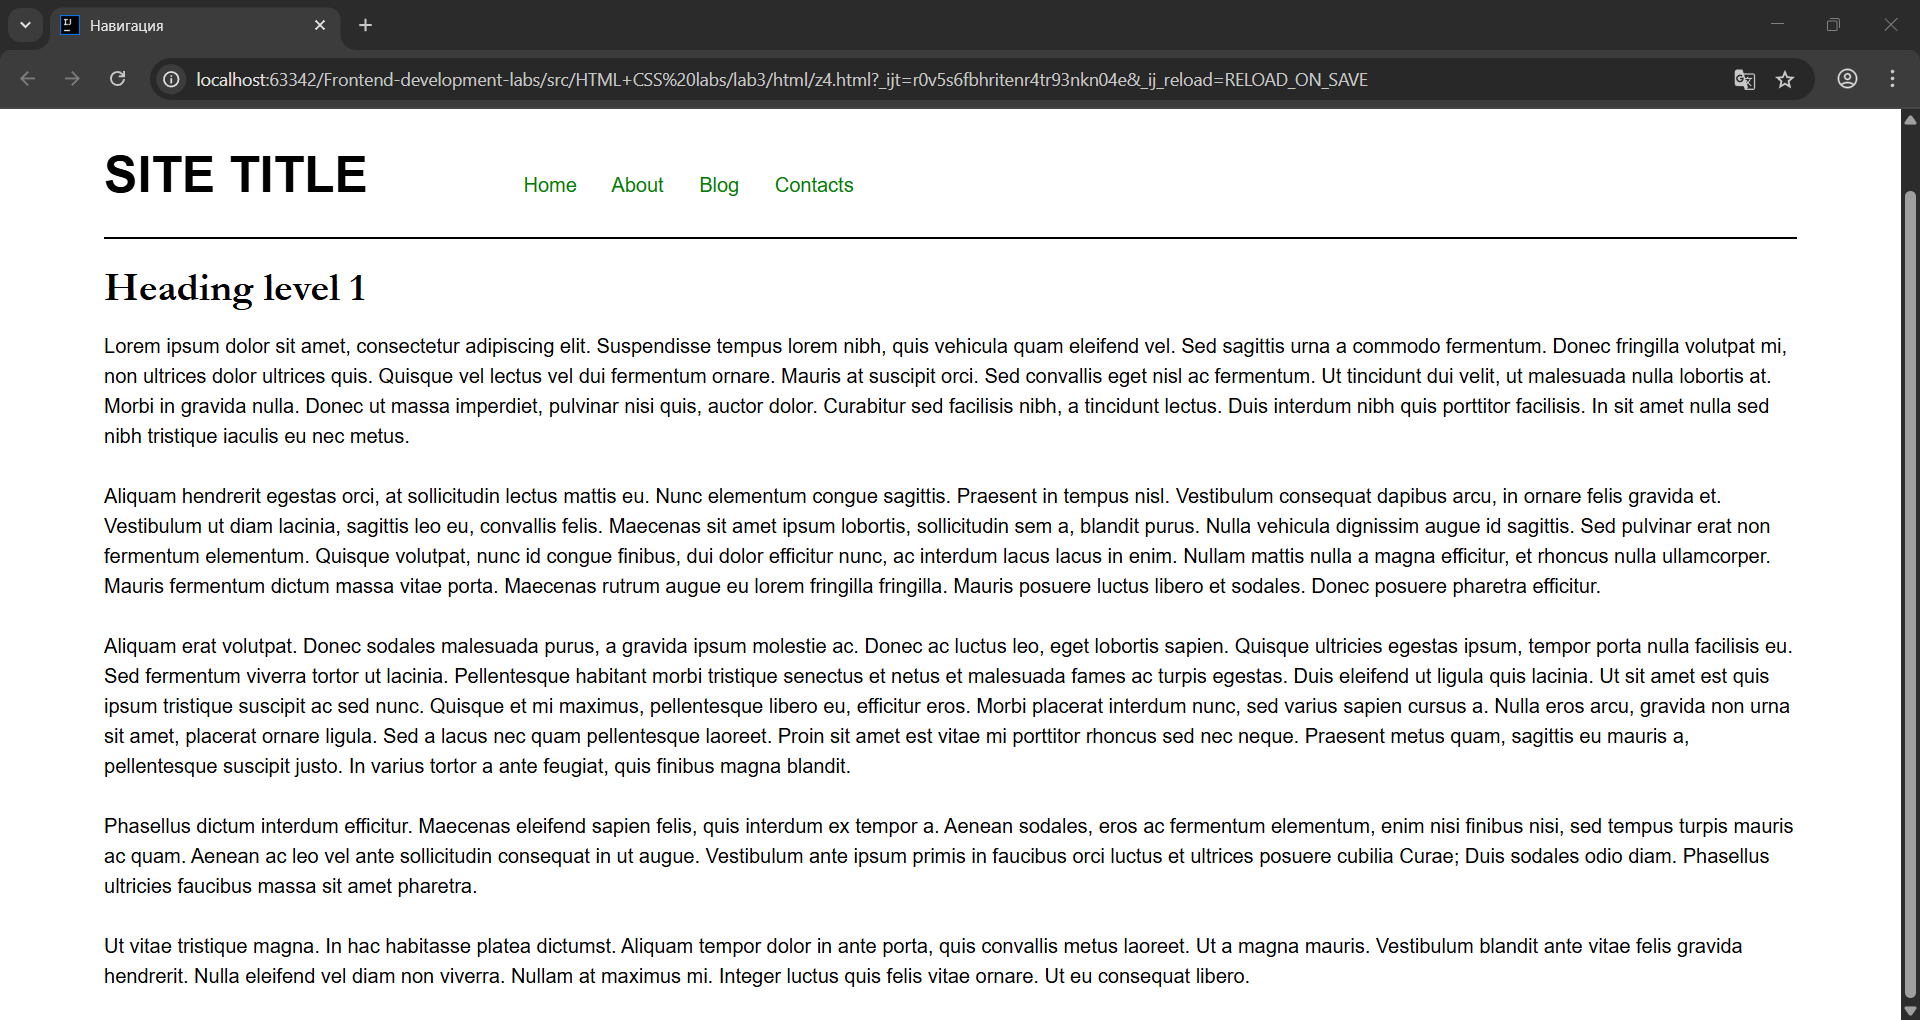 Навигация
localhost:63342/Frontend-development-labs/src/HTML+CSS%20labs/lab3/html/z4.html?_ijt=r0v5s6fbhritenr4tr93nkn04e&_ij_reload=RELOAD_ON_SAVE
SITE TITLE
Home About Blog Contacts
Heading level 1
Lorem ipsum dolor sit amet, consectetur adipiscing elit. Suspendisse tempus lorem nibh, quis vehicula quam eleifend vel. Sed sagittis urna a commodo fermentum. Donec fringilla volutpat mi,
non ultrices dolor ultrices quis. Quisque vel lectus vel dui fermentum ornare. Mauris at suscipit orci. Sed convallis eget nisl ac fermentum. Ut tincidunt dui velit, ut malesuada nulla lobortis at.
Morbi in gravida nulla. Donec ut massa imperdiet, pulvinar nisi quis, auctor dolor. Curabitur sed facilisis nibh, a tincidunt lectus. Duis interdum nibh quis porttitor facilisis. In sit amet nulla sed
nibh tristique iaculis eu nec metus.
Aliquam hendrerit egestas orci, at sollicitudin lectus mattis eu. Nunc elementum congue sagittis. Praesent in tempus nisl. Vestibulum consequat dapibus arcu, in ornare felis gravida et.
Vestibulum ut diam lacinia, sagittis leo eu, convallis felis. Maecenas sit amet ipsum lobortis, sollicitudin sem a, blandit purus. Nulla vehicula dignissim augue id sagittis. Sed pulvinar erat non
fermentum elementum. Quisque volutpat, nunc id congue finibus, dui dolor efficitur nunc, ac interdum lacus lacus in enim. Nullam mattis nulla a magna efficitur, et rhoncus nulla ullamcorper.
Mauris fermentum dictum massa vitae porta. Maecenas rutrum augue eu lorem fringilla fringilla. Mauris posuere luctus libero et sodales. Donec posuere pharetra efficitur.
Aliquam erat volutpat. Donec sodales malesuada purus, a gravida ipsum molestie ac. Donec ac luctus leo, eget lobortis sapien. Quisque ultricies egestas ipsum, tempor porta nulla facilisis eu.
Sed fermentum viverra tortor ut lacinia. Pellentesque habitant morbi tristique senectus et netus et malesuada fames ac turpis egestas. Duis eleifend ut ligula quis lacinia. Ut sit amet est quis
ipsum tristique suscipit ac sed nunc. Quisque et mi maximus, pellentesque libero eu, efficitur eros. Morbi placerat interdum nunc, sed varius sapien cursus a. Nulla eros arcu, gravida non urna
sit amet, placerat ornare ligula. Sed a lacus nec quam pellentesque laoreet. Proin sit amet est vitae mi porttitor rhoncus sed nec neque. Praesent metus quam, sagittis eu mauris a,
pellentesque suscipit justo. In varius tortor a ante feugiat, quis finibus magna blandit.
Phasellus dictum interdum efficitur. Maecenas eleifend sapien felis, quis interdum ex tempor a. Aenean sodales, eros ac fermentum elementum, enim nisi finibus nisi, sed tempus turpis mauris
ac quam. Aenean ac leo vel ante sollicitudin consequat in ut augue. Vestibulum ante ipsum primis in faucibus orci luctus et ultrices posuere cubilia Curae; Duis sodales odio diam. Phasellus
ultricies faucibus massa sit amet pharetra.
Ut vitae tristique magna. In hac habitasse platea dictumst. Aliquam tempor dolor in ante porta, quis convallis metus laoreet. Ut a magna mauris. Vestibulum blandit ante vitae felis gravida
hendrerit. Nulla eleifend vel diam non viverra. Nullam at maximus mi. Integer luctus quis felis vitae ornare. Ut eu consequat libero.